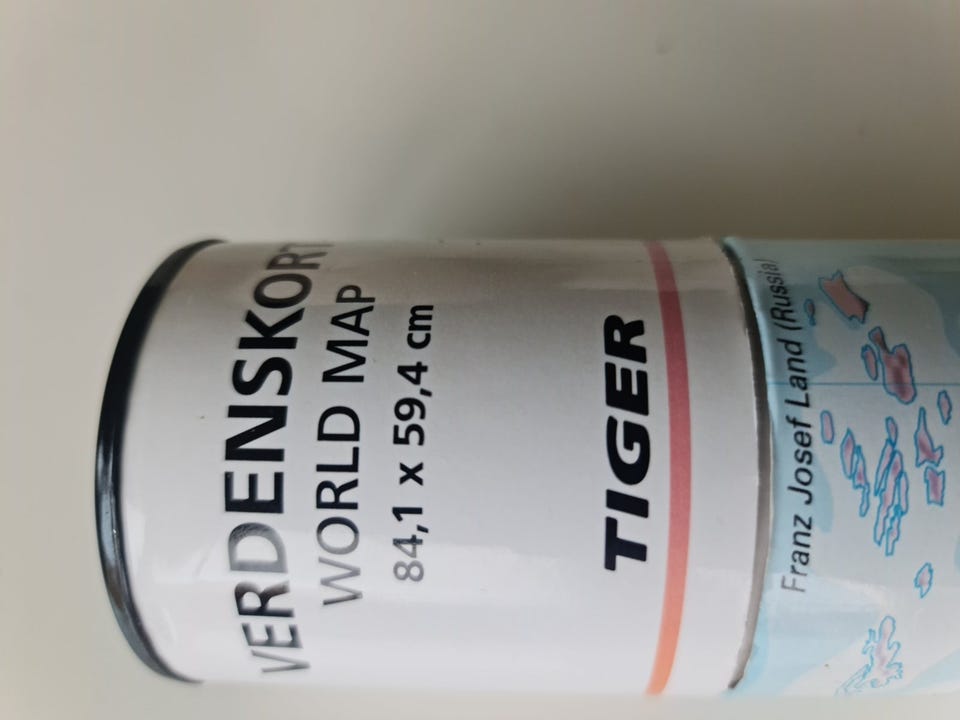 VERDENSKORT
WORLD MAP
84,1 x 59,4 cm
TIGER
Franz Josef Land (Russia)